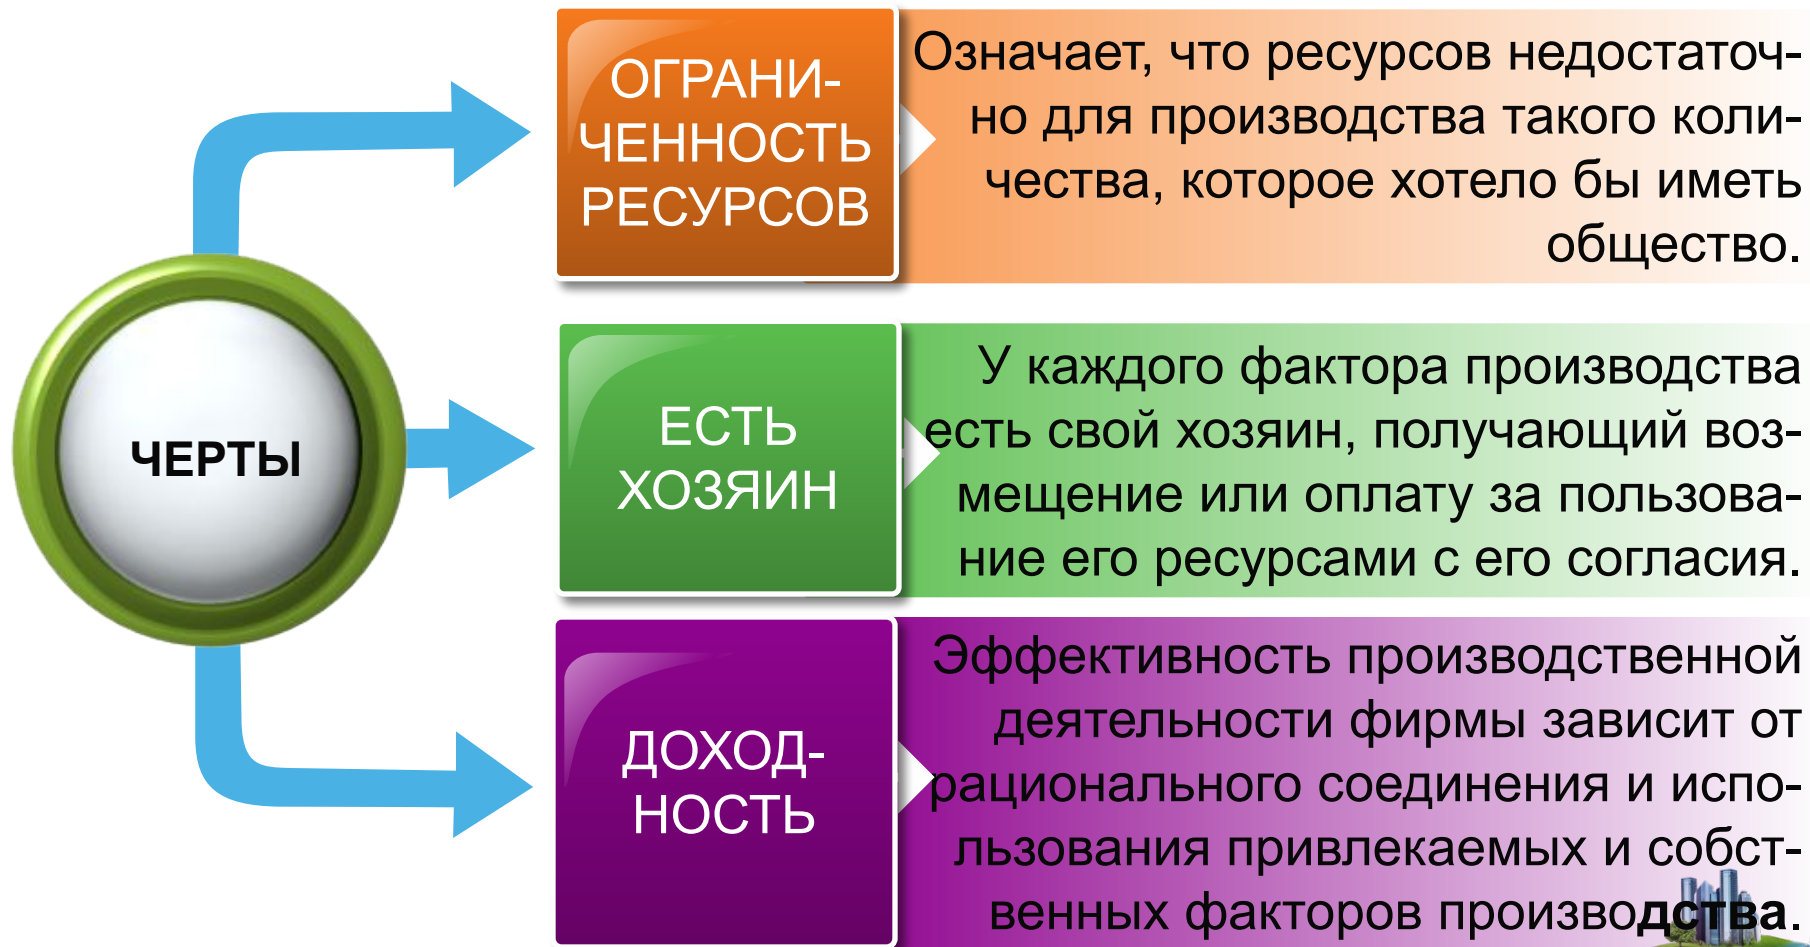 ЧЕРТЫ
ОГРАНИ-
ЧЕННОСТЬ
РЕСУРСОВ
Означает, что ресурсов недостаточ-
но для производства такого коли-
чества, которое хотело бы иметь
общество.
ЕСТЬ
ХОЗЯИН
У каждого фактора производства
есть свой хозяин, получающий воз-
мещение или оплату за пользова-
ние его ресурсами с его согласия.
ДОХОД-
НОСТЬ
Эффективность производственной
деятельности фирмы зависит от
рационального соединения и испо-
льзования привлекаемых и собст-
венных факторов производства.